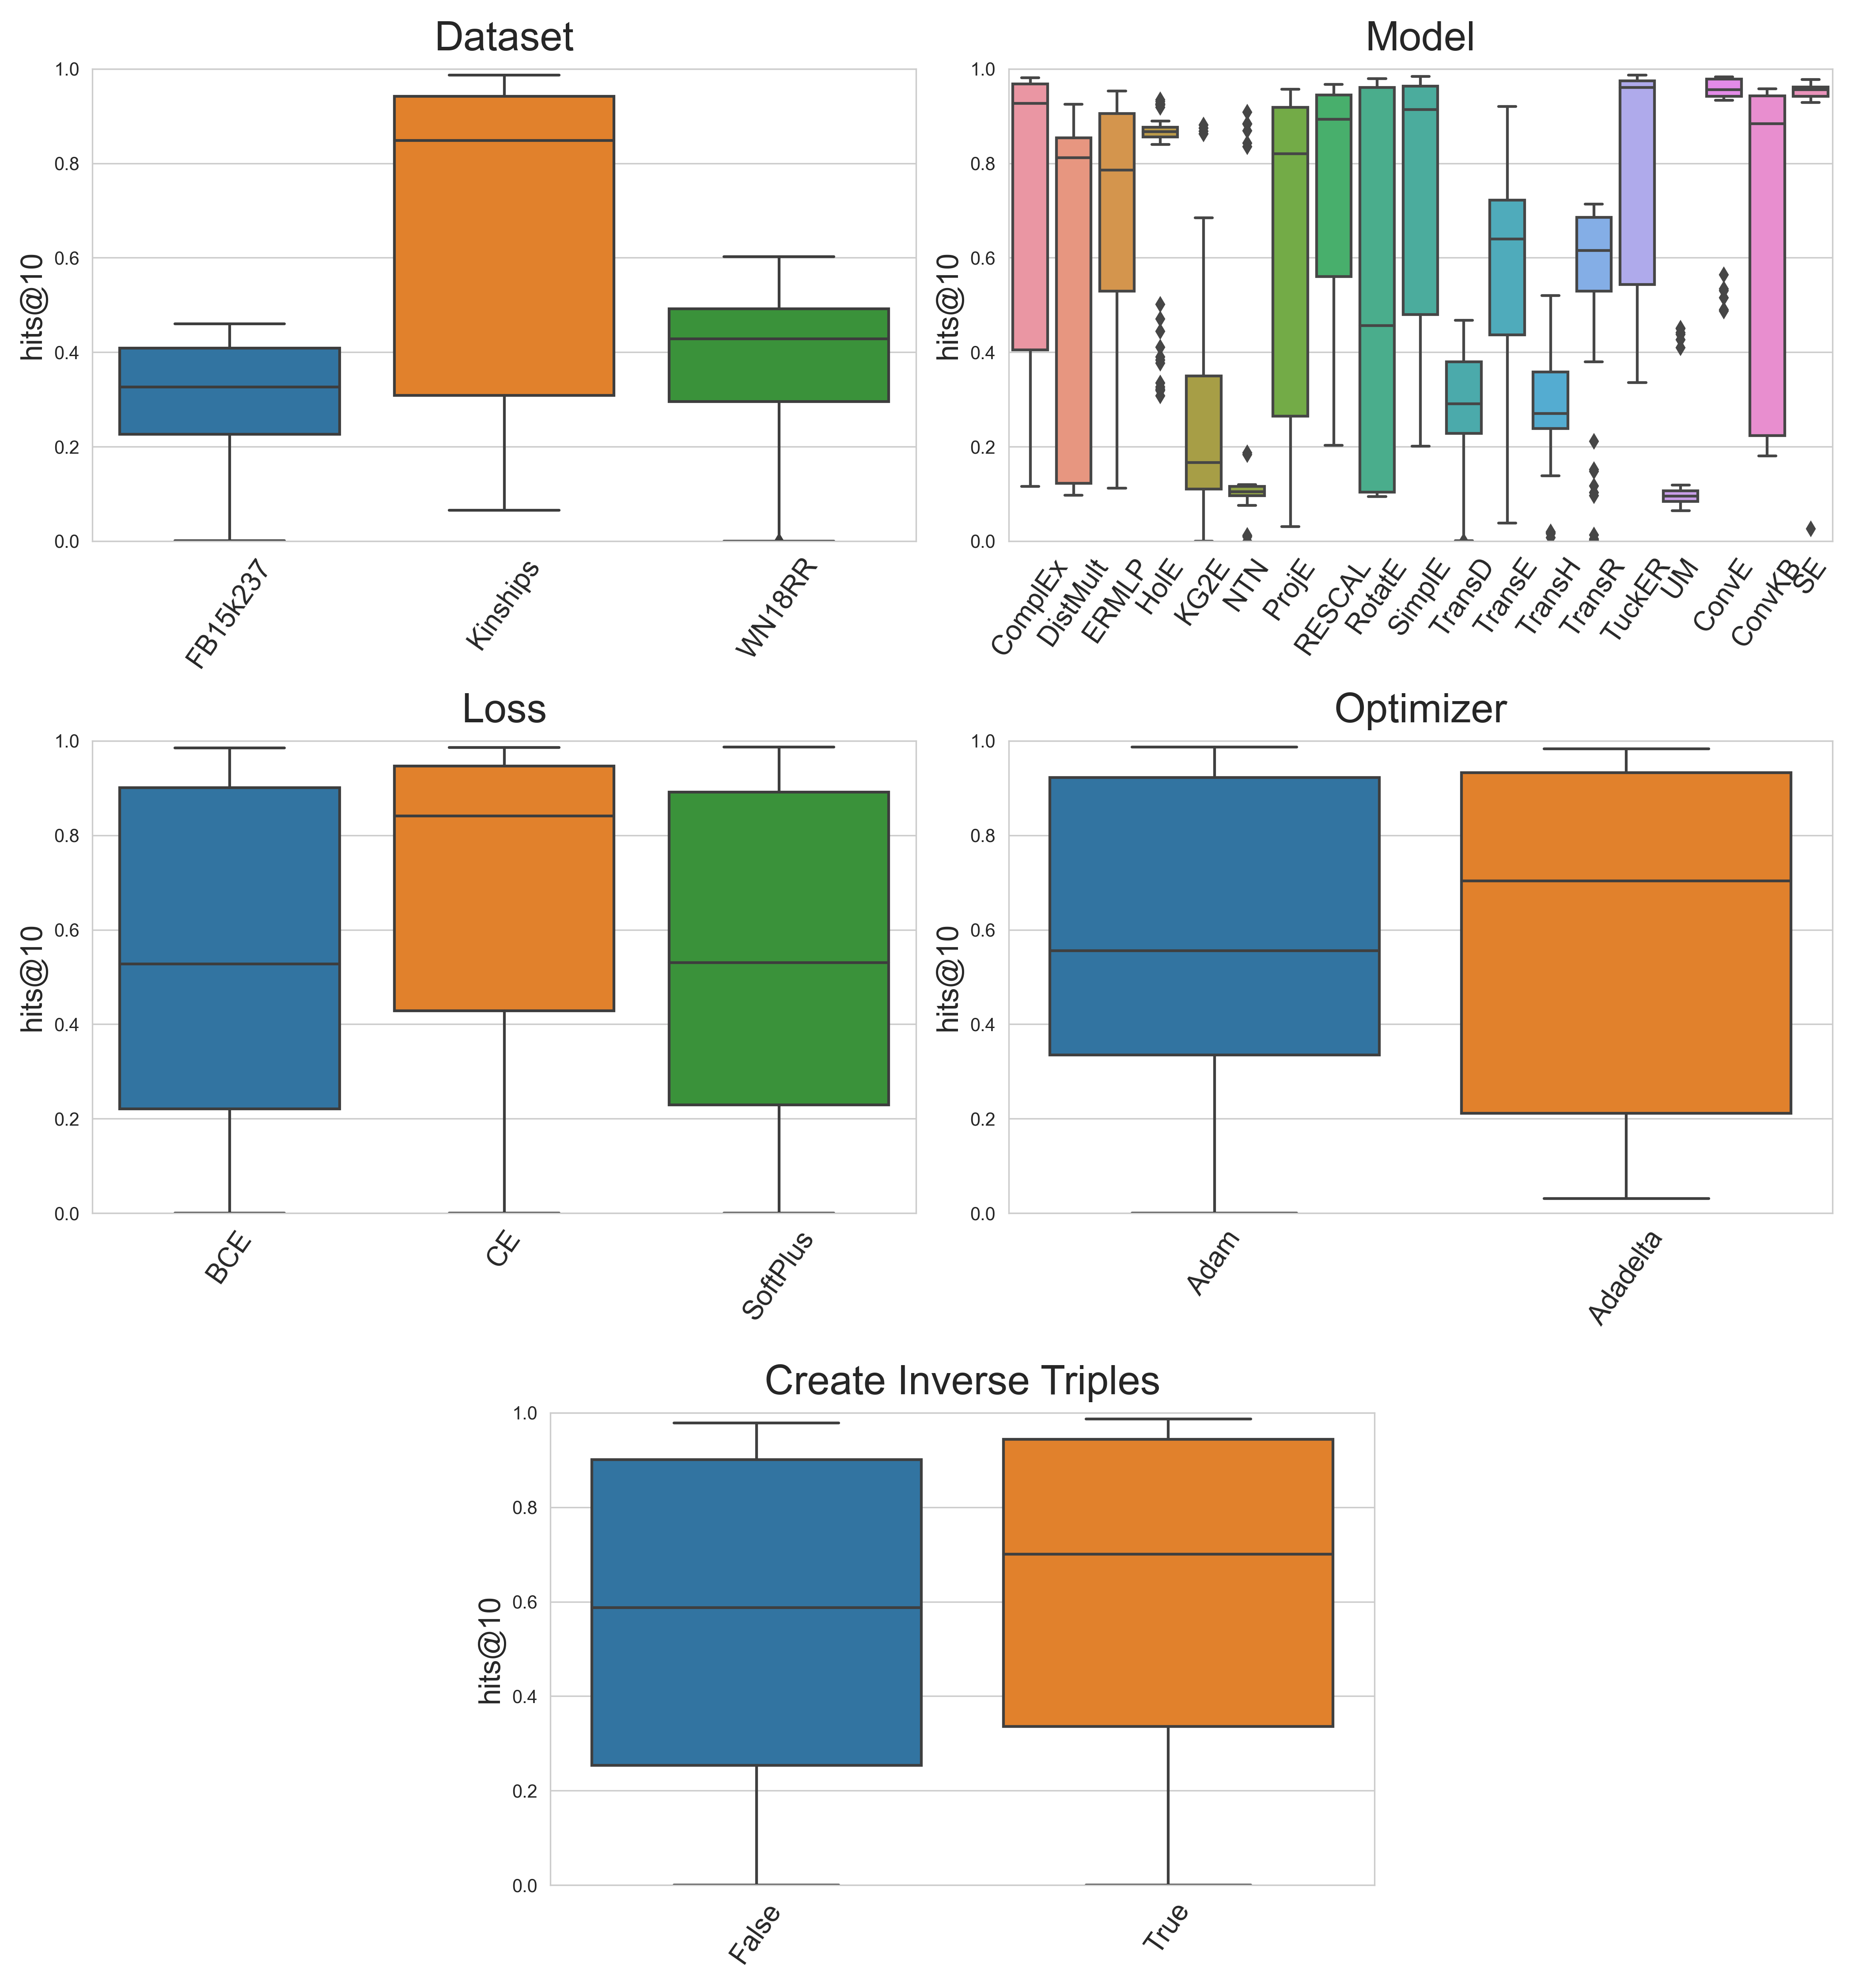 Dataset
hits@10
1.0
0.8
0.6
0.4
0.2
0.0
FB15k237
Kinships
WN18RR
Model
hits@10
1.0
0.8
0.6
0.4
0.2
0.0
ComplEx
DistMult
ERMLP
HolE
KG2E
NTN
ProjE
RESCAL
RotatE
SimplE
TransD
TransE
TransH
TransR
TuckER
UM
ConvE
ConvKB
SE
Loss
hits@10
1.0
0.8
0.6
0.4
0.2
0.0
BCE
CE
SoftPlus
Optimizer
hits@10
1.0
0.8
0.6
0.4
0.2
0.0
Adam
Adadelta
Create Inverse Triples
hits@10
1.0
0.8
0.6
0.4
0.2
0.0
False
True